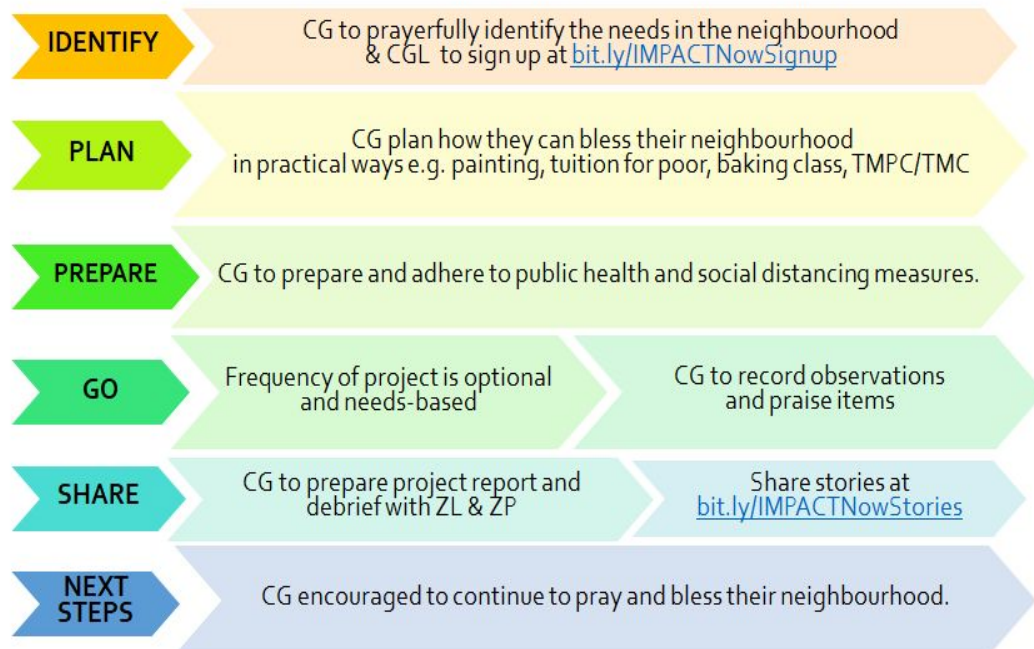 IDENTIFY
CG to prayerfully identify the needs in the neighbourhood
& CGL to sign up at bit.ly/IMPACTNowSignup
PLAN
CG plan how they can bless their neighbourhood
in practical ways e.g. painting, tuition for poor, baking class, TMPC/TMC
PREPARE
CG to prepare and adhere to public health and social distancing measures.
GO
Frequency of project is optional
and needs-based
CG to record observations
and praise items
SHARE
CG to prepare project report and
debrief with ZL & ZP
Share stories at
bit.ly/IMPACTNowStories
NEXT
STEPS
CG encouraged to continue to pray and bless their neighbourhood.